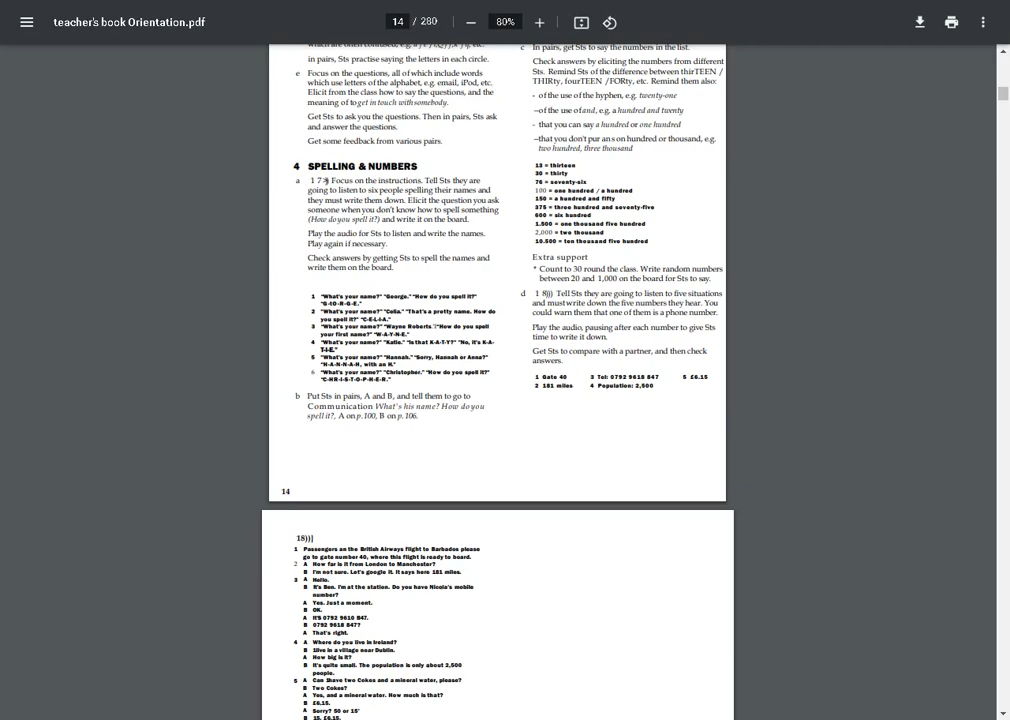 teacher's book Orientation.pdf
14 / 280
80%
in pairs, Sts practise saying the letters in each circle.
e Focus on the questions, all of which include words
which use letters of the alphabet, e.g. email, iPod, etc.
Elicit from the class how to say the questions, and the
meaning of to get in touch with somebody.
Get Sts to ask you the questions. Then in pairs, Sts ask
and answer the questions.
Get some feedback from various pairs.
4 SPELLING & NUMBERS
a 1 7 Focus on the instructions. Tell Sts they are
going to listen to six people spelling their names and
they must write them down. Elicit the question you ask
someone when you don't know how to spell something
(How do you spell it?) and write it on the board.
Play the audio for Sts to listen and write the names.
Play again if necessary.
Check answers by getting Sts to spell the names and
write them on the board.
1 "What's your name?" "George." "How do you spell it?"
"G-E-O-R-G-E."
2 "What's your name?" "Celia." "That's a pretty name. How do
you spell it?" "C-E-L-I-A."
3 "What's your name?" "Wayne Roberts." "How do you spell
your first name?" "W-A-Y-N-E."
4 "What's your name?" "Katie." "Is that K-A-T-Y?" "No, it's K-A-
T-I-E."
5 "What's your name?" "Hannah." "Sorry, Hannah or Anna?"
"H-A-N-N-A-H, with an H."
6 "What's your name?" "Christopher." "How do you spell it?"
"C-HR-I-S-T-O-P-H-E-R."
b Put Sts in pairs, A and B, and tell them to go to
Communication What's his name? How do you
spell it?, A on p.100, B on p.106.
14
c In pairs, get Sts to say the numbers in the list.
Check answers by eliciting the numbers from different
Sts. Remind Sts of the difference between thirTEEN /
THIRty, fourTEEN / FORty, etc. Remind them also:
- of the use of the hyphen, e.g. twenty-one
–of the use of and, e.g. a hundred and twenty
- that you can say a hundred or one hundred
–that you don't pur an s on hundred or thousand, e.g.
two hundred, three thousand
13 = thirteen
30 = thirty
76 = seventy-six
100 = one hundred / a hundred
150 = a hundred and fifty
375 = three hundred and seventy-five
600 = six hundred
1.500 = one thousand five hundred
2,000 = two thousand
10.500 = ten thousand five hundred
Extra support
* Count to 30 round the class. Write random numbers
between 20 and 1,000 on the board for Sts to say.
d 1 8))) Tell Sts they are going to listen to five situations
and must write down the five numbers they hear. You
could warn them that one of them is a phone number.
Play the audio, pausing after each number to give Sts
time to write it down.
Get Sts to compare with a partner, and then check
answers.
1 Gate 40 3 Tel: 0792 9618 847 5 £6.15
2 181 miles 4 Population: 2,500
18)))
1 Passengers an the British Airways flight to Barbados please
go to gate number 40, where this flight is ready to board.
2 A How far is it from London to Manchester?
B I'm not sure. Let's google it. It says here 181 miles.
3 A Hello.
B It's Ben. I'm at the station. Do you have Nicola's mobile
number?
A Yes. Just a moment.
B OK.
A It'S 0792 9610 847.
B 0792 9618 847?
A That's right.
4 A Where do you live in Ireland?
B 1live in a village near Dublin.
A How big is it?
B It's quite small. The population is only about 2,500
people.
5 A Can 1have two Cokes and a mineral water, please?
B Two Cokes?
A Yes, and a mineral water. How much is that?
B £6.15.
A Sorry? 50 or 15'
B 15. £6.15.